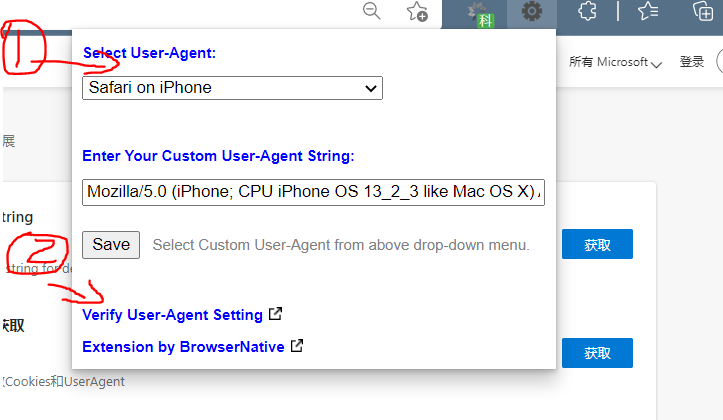 科
1
Select User-Agent:
所有 Microsoft
登录
Safari on iPhone
展
Enter Your Custom User-Agent String:
Mozilla/5.0 (iPhone; CPU iPhone OS 13_2_3 like Mac OS X)
tring
2
Save
Select Custom User-Agent from above drop-down menu.
获取
string for de
Verify User-Agent Setting
获取
Extension by BrowserNative
获取
Cookies和UserAgent